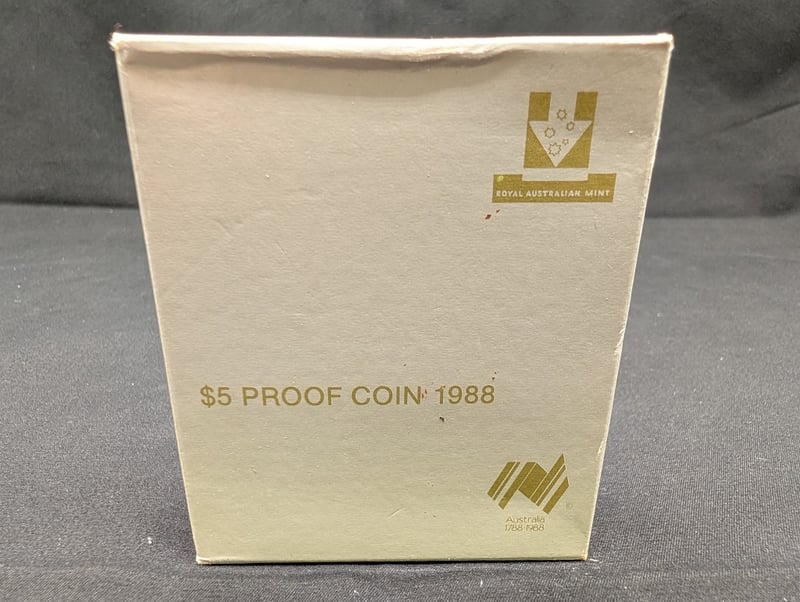 ROYAL AUSTRALIAN MINT
$5 PROOF COIN 1988
Australia
1788-1988